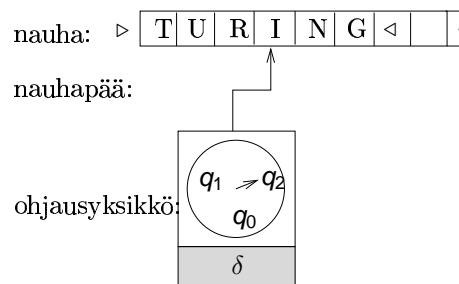 nauha: ▷ T U R I N G ◁
nauhapää:
q₁ q₂
ohjausyksikkö:
q₀
δ